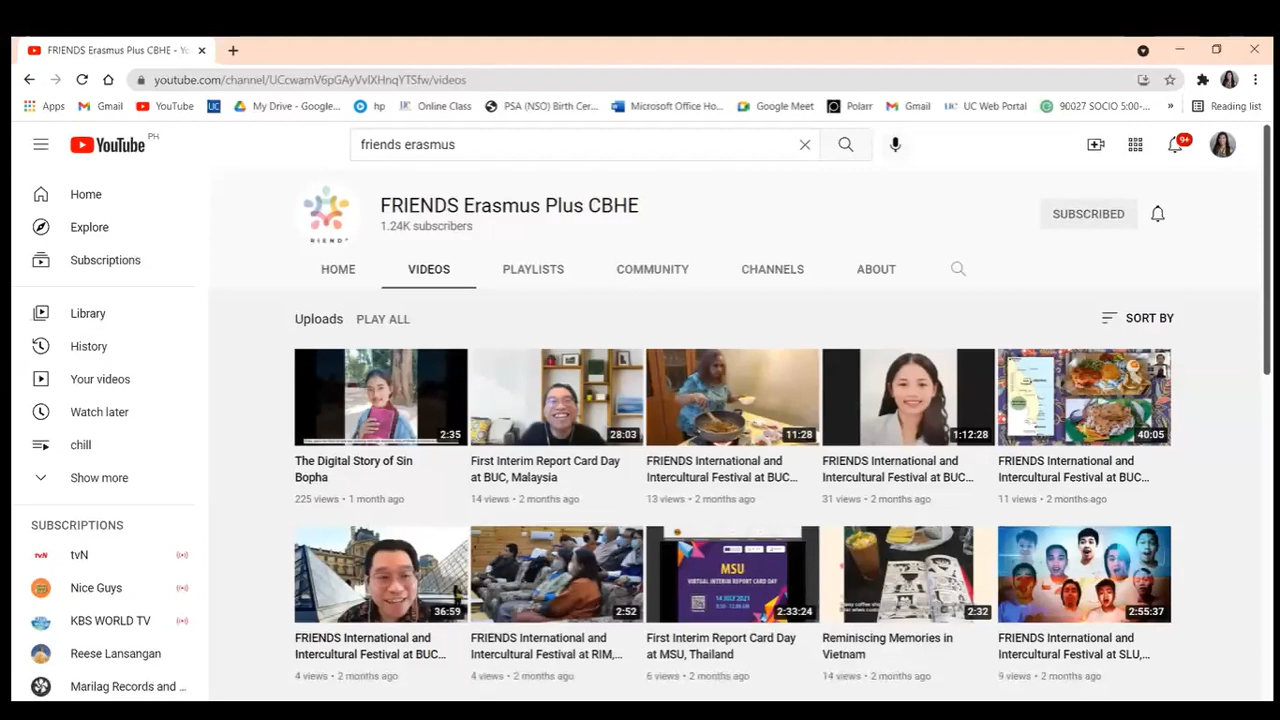 FRIENDS Erasmus Plus CBHE - Yo
youtube.com/channel/UCcwamV6pGAyVvlXHnqYTSfw/videos
Apps Gmail YouTube UC My Drive - Google... hp Online Class PSA (NSO) Birth Cer... Microsoft Office Ho... Google Meet Polarr Gmail UC Web Portal 90027 SOCIO 5:00-... » Reading list
YouTube PH
friends erasmus
9+
Home
Explore
Subscriptions
Library
History
Your videos
Watch later
chill
Show more
SUBSCRIPTIONS
tvN tvN
Nice Guys
KBS WORLD TV
Reese Lansangan
Marilag Records and ...
FRIENDS Erasmus Plus CBHE
1.24K subscribers
SUBSCRIBED
HOME VIDEOS PLAYLISTS COMMUNITY CHANNELS ABOUT
Uploads PLAY ALL
SORT BY
2:35
The Digital Story of Sin
Bopha
225 views • 1 month ago
28:03
First Interim Report Card Day
at BUC, Malaysia
14 views • 2 months ago
11:28
FRIENDS International and
Intercultural Festival at BUC...
13 views • 2 months ago
1:12:28
FRIENDS International and
Intercultural Festival at BUC...
31 views • 2 months ago
40:05
FRIENDS International and
Intercultural Festival at BUC...
11 views • 2 months ago
36:59
FRIENDS International and
Intercultural Festival at BUC...
4 views • 2 months ago
2:52
FRIENDS International and
Intercultural Festival at RIM,...
4 views • 2 months ago
MSU
VIRTUAL INTERIM REPORT CARD DAY
14 JULY 2021
2:33:24
First Interim Report Card Day
at MSU, Thailand
6 views • 2 months ago
2:32
Reminiscing Memories in
Vietnam
14 views • 2 months ago
2:55:37
FRIENDS International and
Intercultural Festival at SLU,...
9 views • 2 months ago